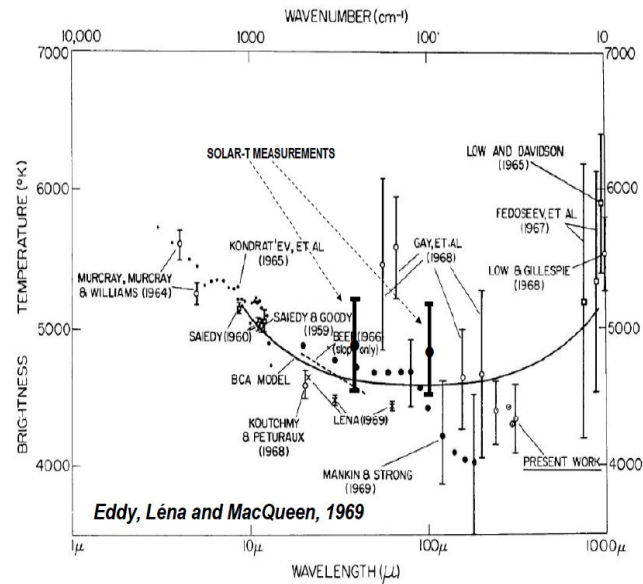 WAVENUMBER (cm⁻¹)
10,000 1000 100' 10
7000 7000
SOLAR-T MEASUREMENTS
LOW AND DAVIDSON
(1965)
6000 6000
FEDOSEEV, ET AL
(1967)
KONDRAT'EV, ET AL
(1965)
GAY, ET. AL
(1968)
LOW & GILLESPIE
(1968)
MURCRAY, MURCRAY
& WILLIAMS (1964)
SAIEDY & GOODY
(1959)
SAIEDY (1960)
BEER (1966)
(slope only)
5000 5000
BCA MODEL
LENA (1969)
KOUTCHMY
& PETURAUX
(1968)
MANKIN & STRONG
(1969)
PRESENT WORK
4000 4000
BRIGHTNESS TEMPERATURE (°K)
Eddy, Léna and MacQueen, 1969
1μ 10μ 100μ 1000μ
WAVELENGTH (μ)